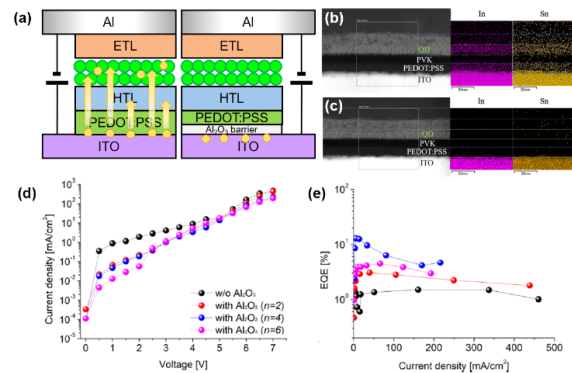 (a)
Al
Al
ETL
ETL
HTL
HTL
PEDOT:PSS
PEDOT:PSS
Al₂O₃ barrier
ITO
ITO
(b)
In
Sn
QD
PVK
PEDOT:PSS
ITO
(c)
In
Sn
QD
PVK
PEDOT:PSS
ITO
(d)
Current density [mA/cm²]
10³
10²
10¹
10⁰
10⁻¹
10⁻²
10⁻³
10⁻⁴
10⁻⁵
w/o Al₂O₃
with Al₂O₃ (n=2)
with Al₂O₃ (n=4)
with Al₂O₃ (n=6)
0 1 2 3 4 5 6 7
Voltage [V]
(e)
EQE [%]
10¹
10⁰
0 100 200 300 400 500
Current density [mA/cm²]